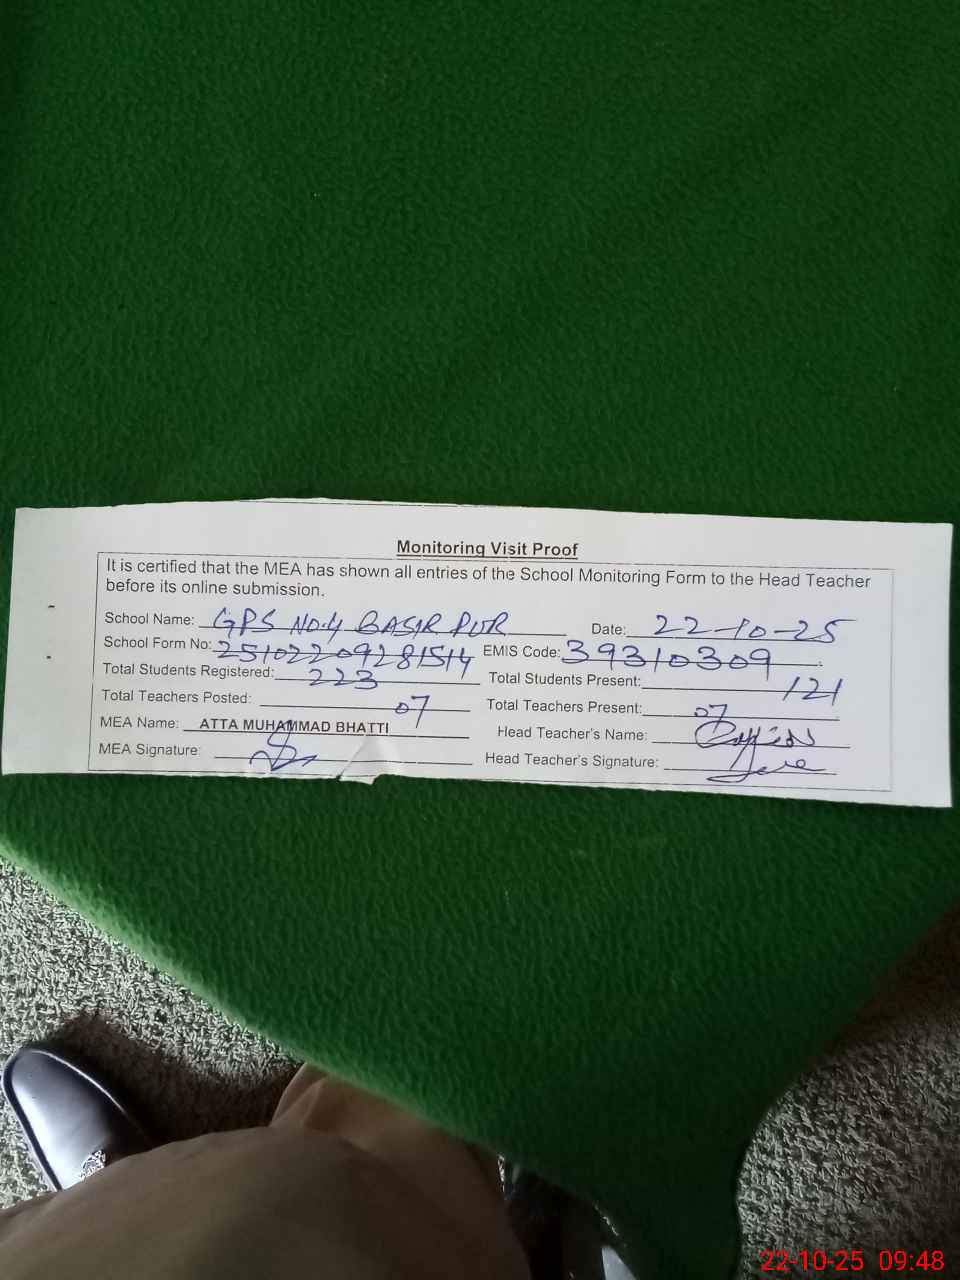 Monitoring Visit Proof
It is certified that the MEA has shown all entries of the School Monitoring Form to the Head Teacher
before its online submission.
School Name: GPS NO.4 BASIR PUR Date: 22-10-25
School Form No: 25102209281514 EMIS Code: 39310309
Total Students Registered: 223 Total Students Present: 121
Total Teachers Posted: 07 Total Teachers Present: 07
MEA Name: ATTA MUHAMMAD BHATTI Head Teacher's Name:
MEA Signature: Head Teacher's Signature:
22-10-25 09:48